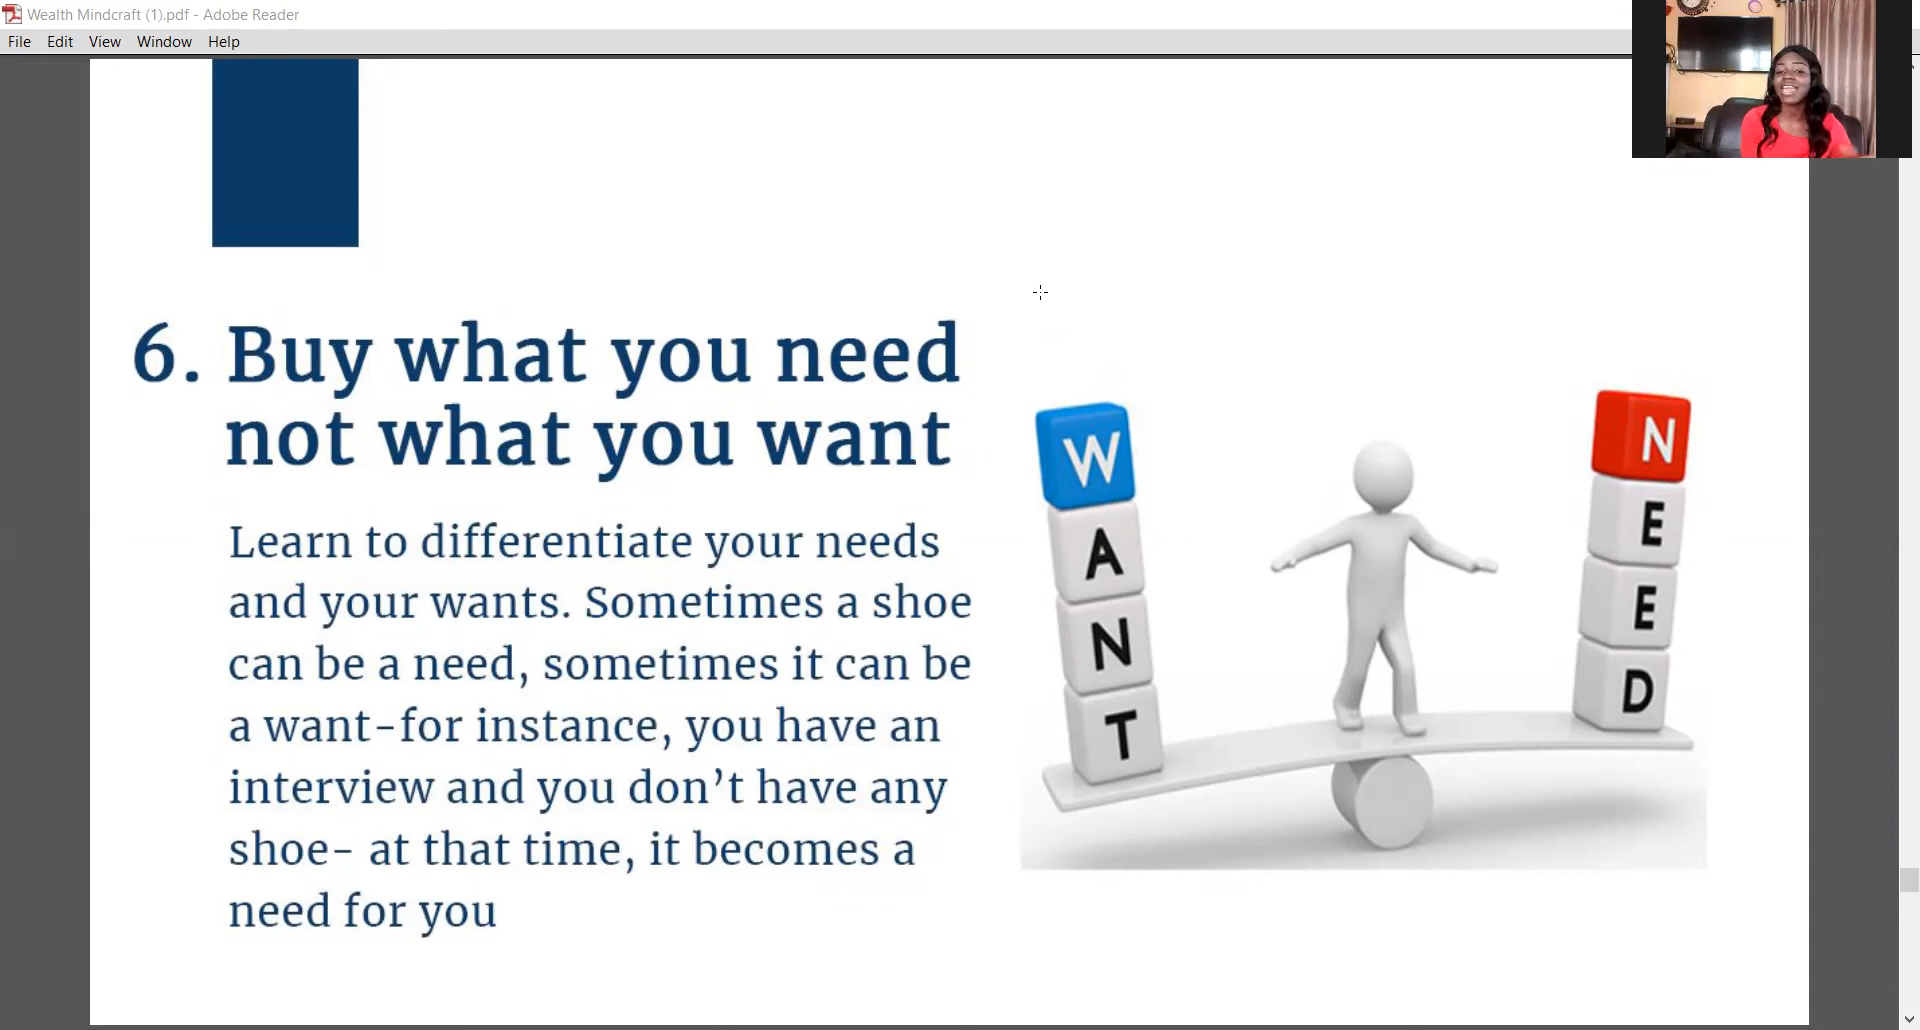 Wealth Mindcraft (1).pdf - Adobe Reader
File Edit View Window Help
6. Buy what you need
not what you want
Learn to differentiate your needs
and your wants. Sometimes a shoe
can be a need, sometimes it can be
a want-for instance, you have an
interview and you don’t have any
shoe- at that time, it becomes a
need for you
WANT
NEED